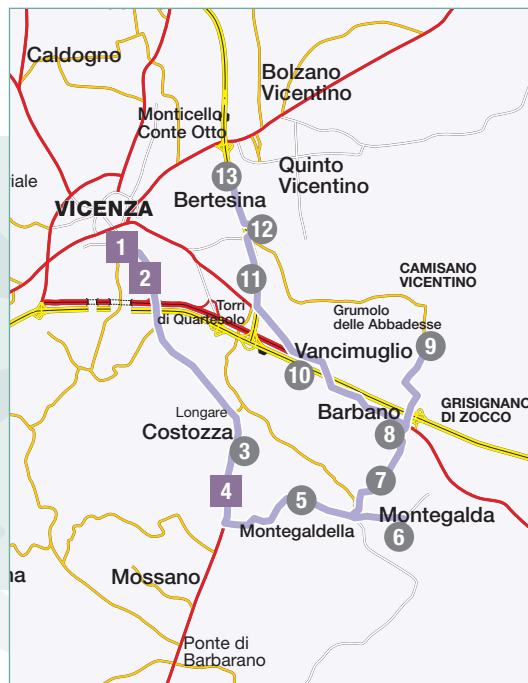 Caldogno
Bolzano
Vicentino
Monticello
Conte Otto
Quinto
Vicentino
riale
13
Bertesina
VICENZA
12
1
2
11
CAMISANO
VICENTINO
Torri
di Quartesolo
Grumolo
delle Abbadesse
Vancimuglio
9
10
Barbano
GRISIGNANO
DI ZOCCO
Longare
Costozza
8
3
7
4
5
Montegalda
6
Montegaldella
na
Mossano
Ponte di
Barbarano